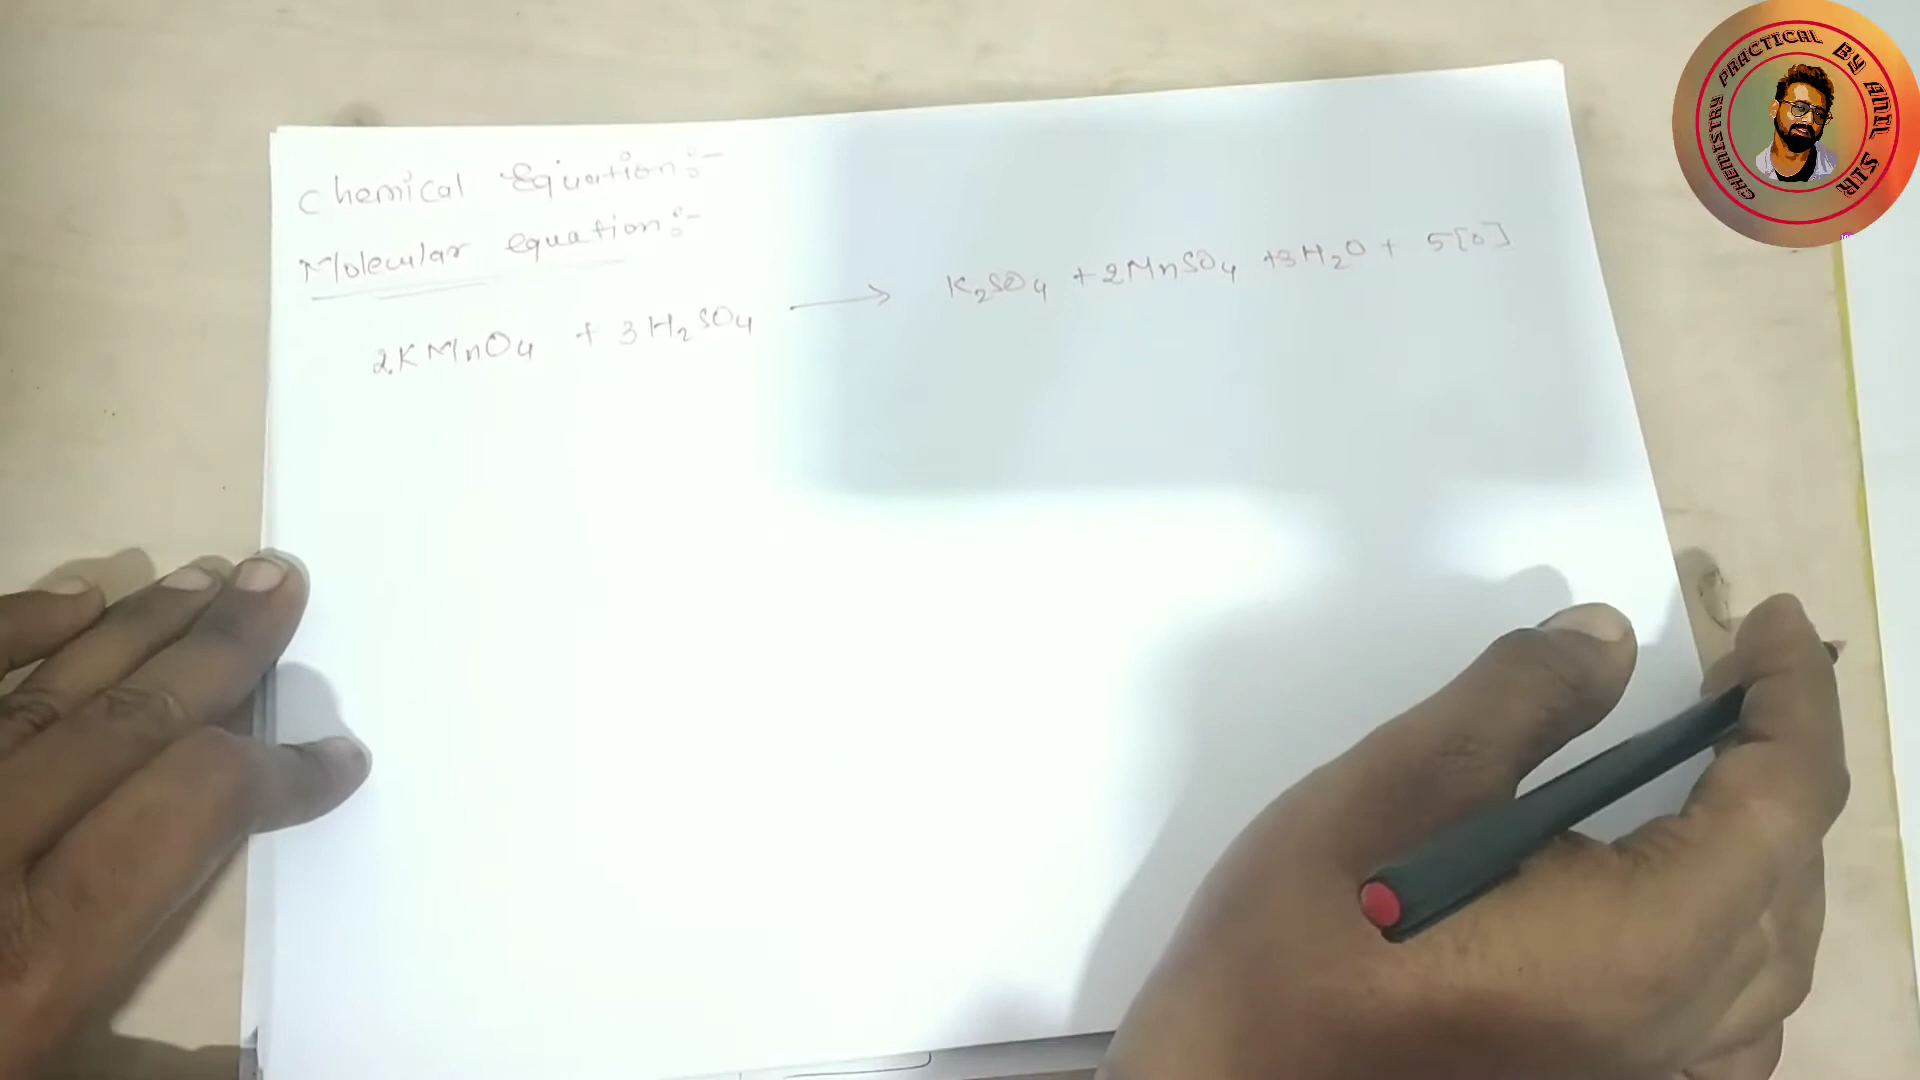 Chemical Equation:-
Molecular equation:-
2KMnO4 + 3H2SO4 → K2SO4 + 2MnSO4 + 3H2O + 5[O]
CHEMISTRY PRACTICAL BY ANIL SIR